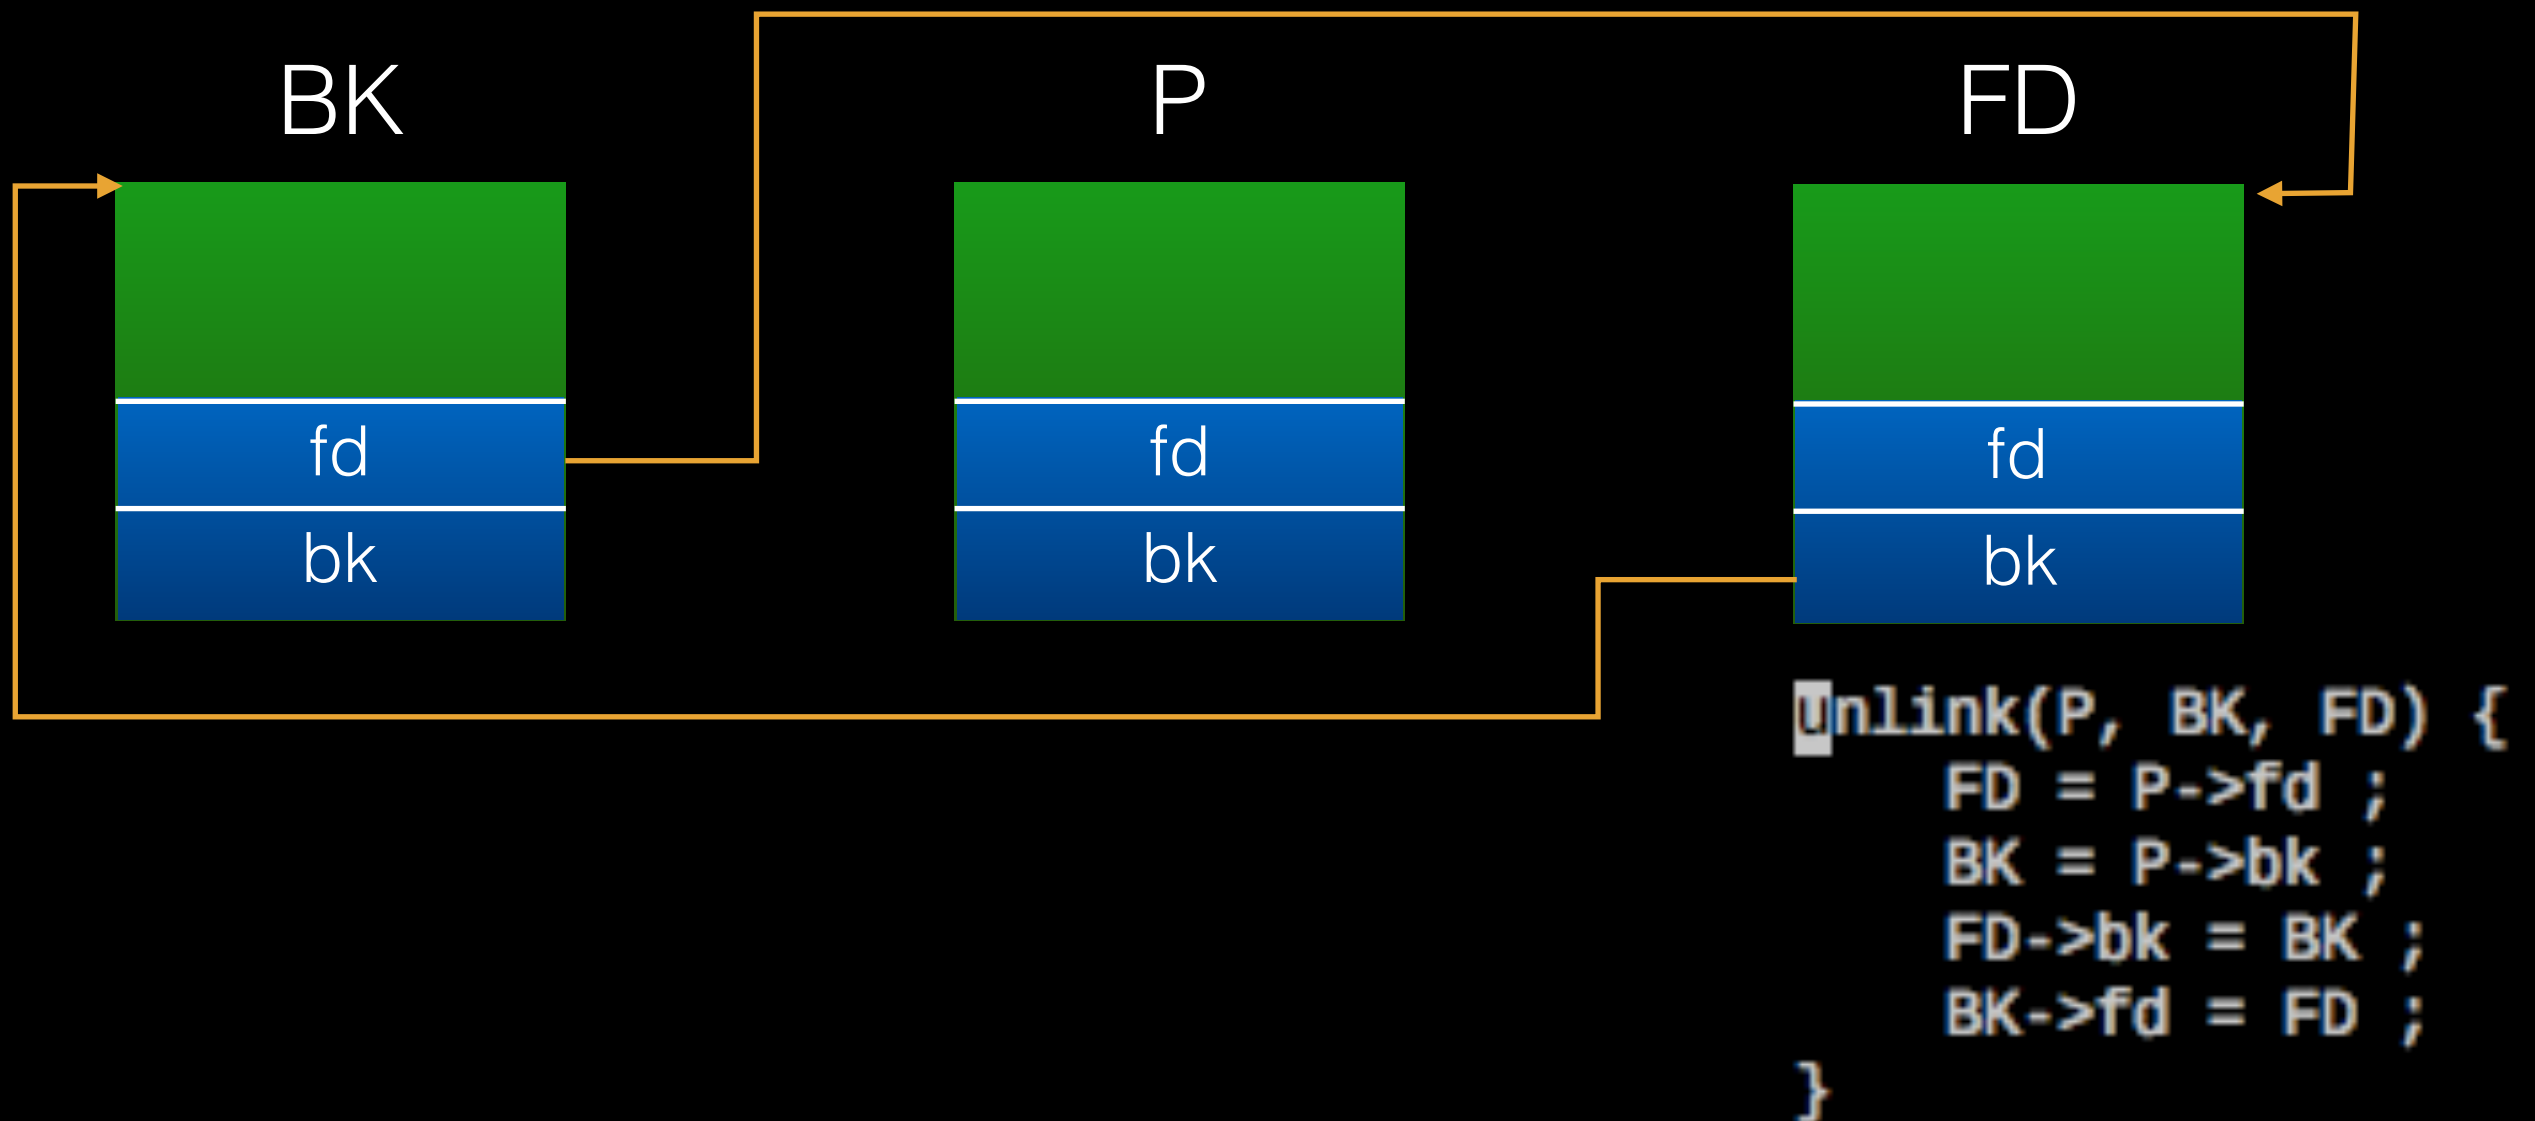 BK P FD
fd fd fd
bk bk bk
unlink(P, BK, FD) {
FD = P->fd ;
BK = P->bk ;
FD->bk = BK ;
BK->fd = FD ;
}